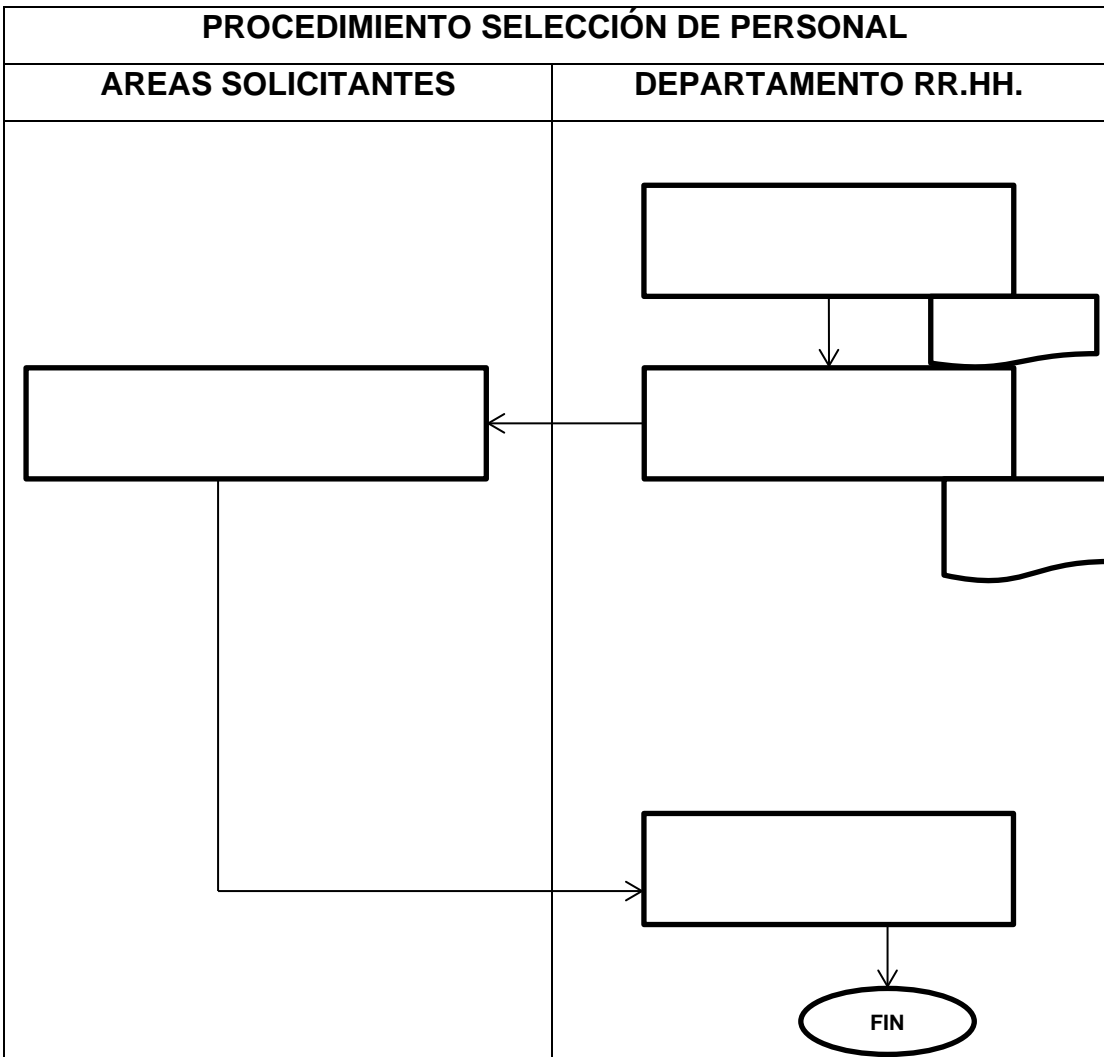 PROCEDIMIENTO SELECCIÓN DE PERSONAL
AREAS SOLICITANTES
DEPARTAMENTO RR.HH.
FIN